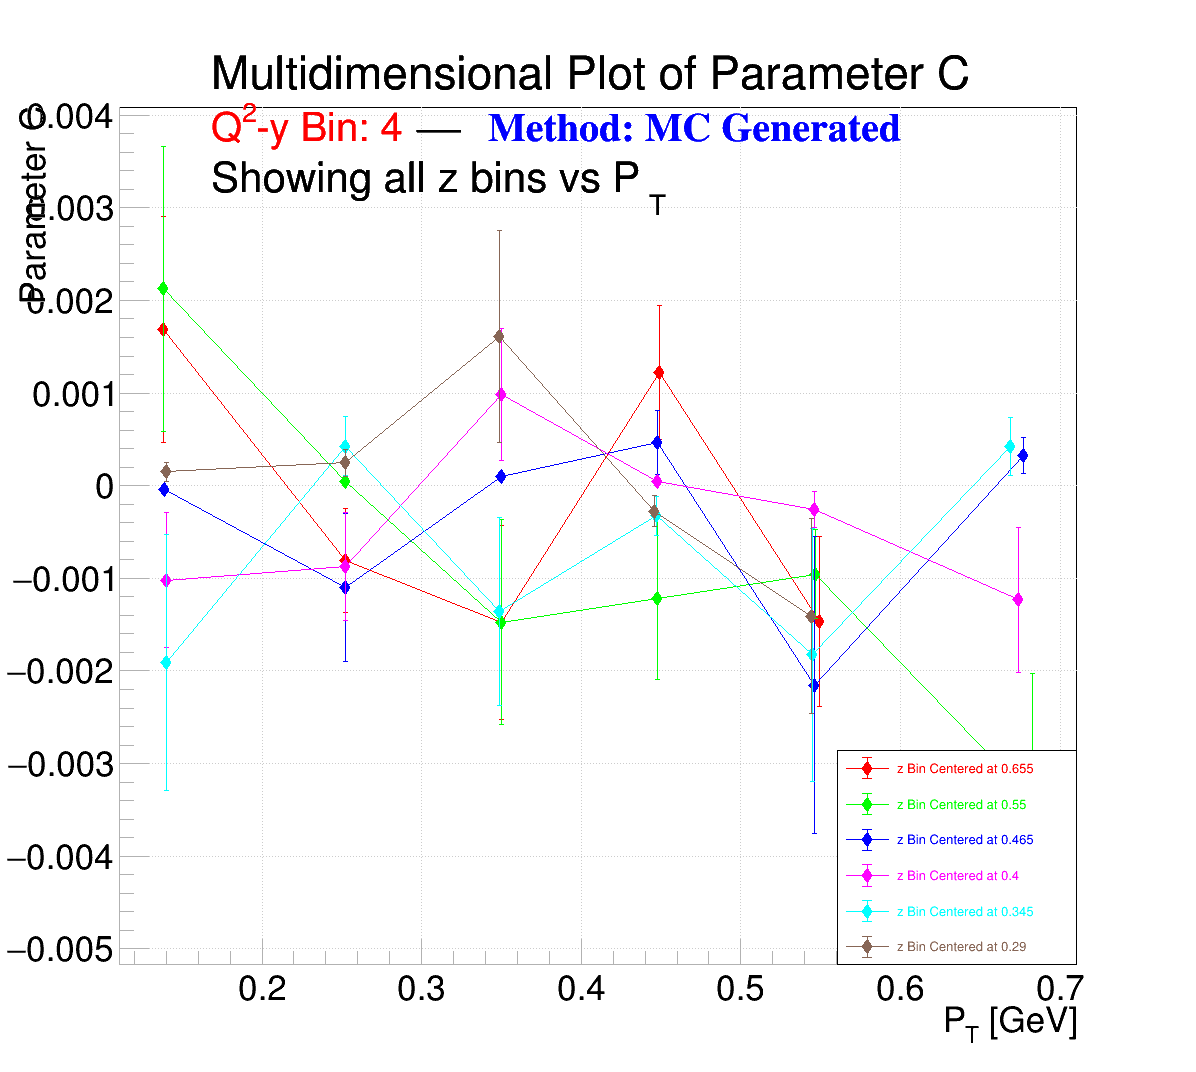 Multidimensional Plot of Parameter C
Q²-y Bin: 4 — Method: MC Generated
Showing all z bins vs P_T
Parameter C
0.004
0.003
0.002
0.001
0
−0.001
−0.002
−0.003
−0.004
−0.005
z Bin Centered at 0.655
z Bin Centered at 0.55
z Bin Centered at 0.465
z Bin Centered at 0.4
z Bin Centered at 0.345
z Bin Centered at 0.29
0.2 0.3 0.4 0.5 0.6 0.7
P_T [GeV]